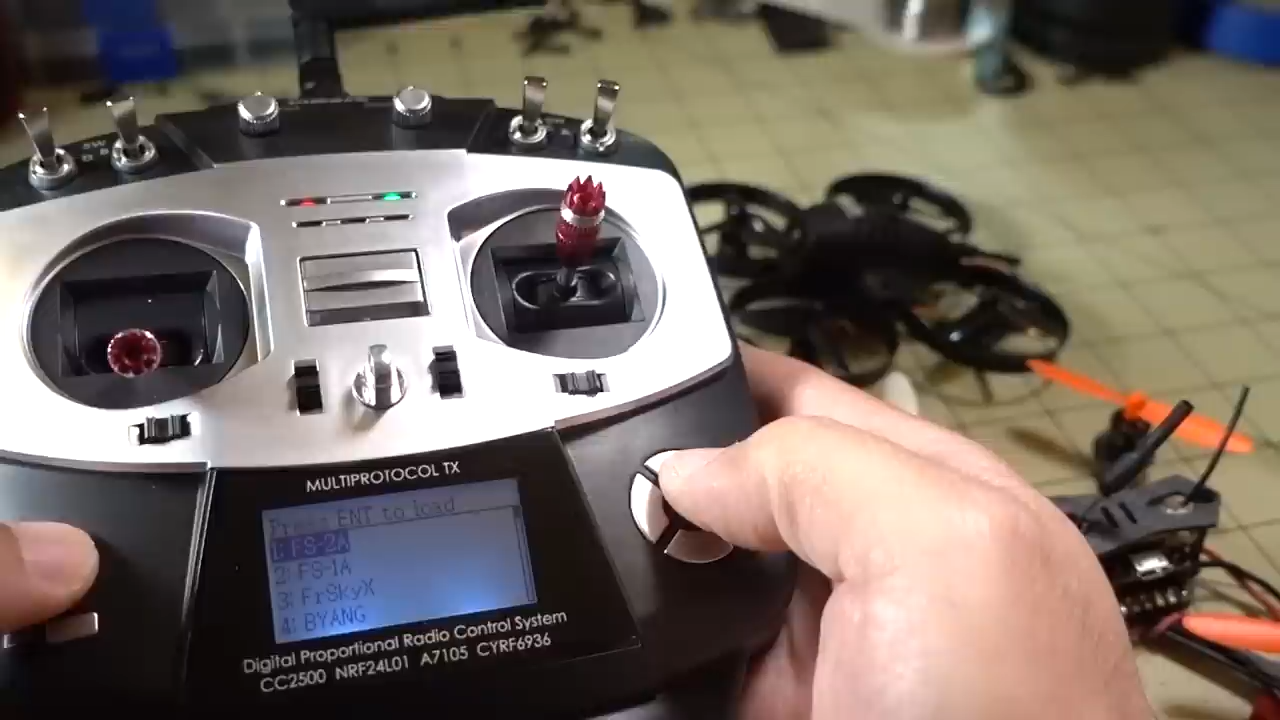 SW
MULTIPROTOCOL TX
Press ENT to load
1: FS-2A
2: FS-1A
3: FrSkyX
4: BYANG
Digital Proportional Radio Control System
CC2500 NRF24L01 A7105 CYRF6936